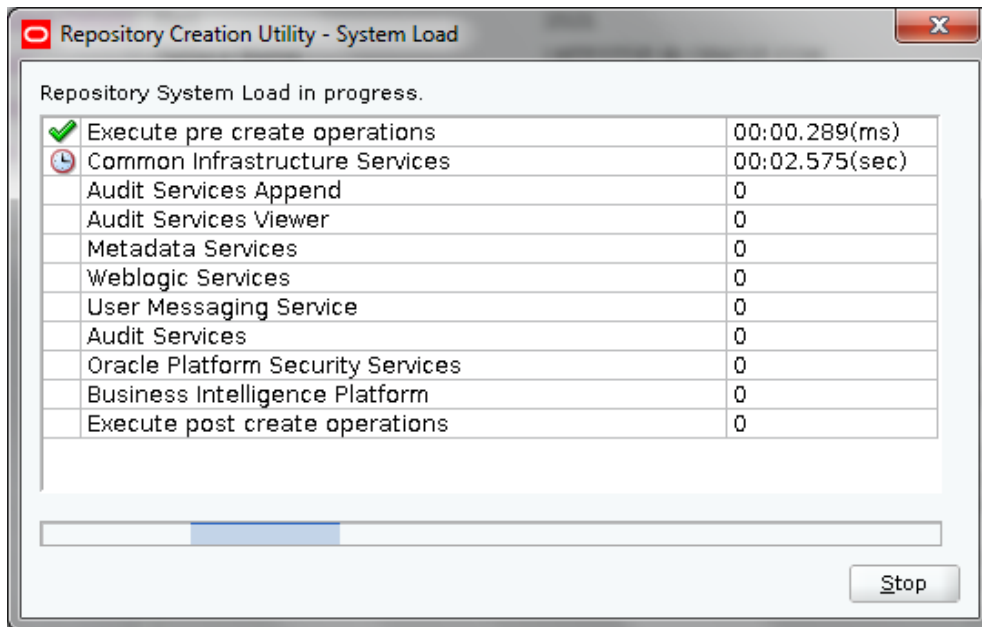 Repository Creation Utility - System Load
Repository System Load in progress.
Execute pre create operations 00:00.289(ms)
Common Infrastructure Services 00:02.575(sec)
Audit Services Append 0
Audit Services Viewer 0
Metadata Services 0
Weblogic Services 0
User Messaging Service 0
Audit Services 0
Oracle Platform Security Services 0
Business Intelligence Platform 0
Execute post create operations 0
Stop